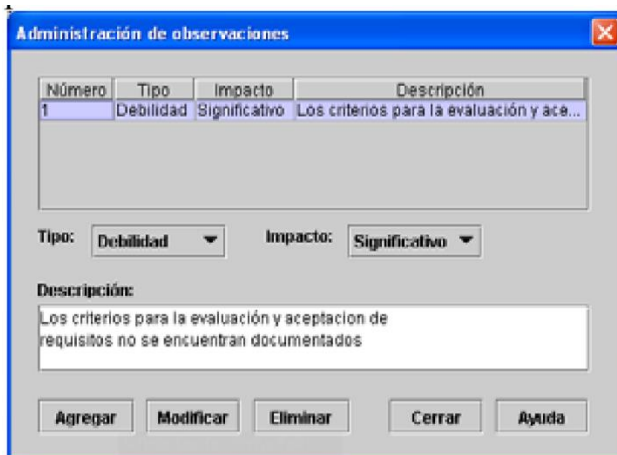 Administración de observaciones
Número Tipo Impacto Descripción
1 Debilidad Significativo Los criterios para la evaluación y ace...
Tipo: Debilidad Impacto: Significativo
Descripción:
Los criterios para la evaluación y aceptacion de
requisitos no se encuentran documentados
Agregar Modificar Eliminar Cerrar Ayuda